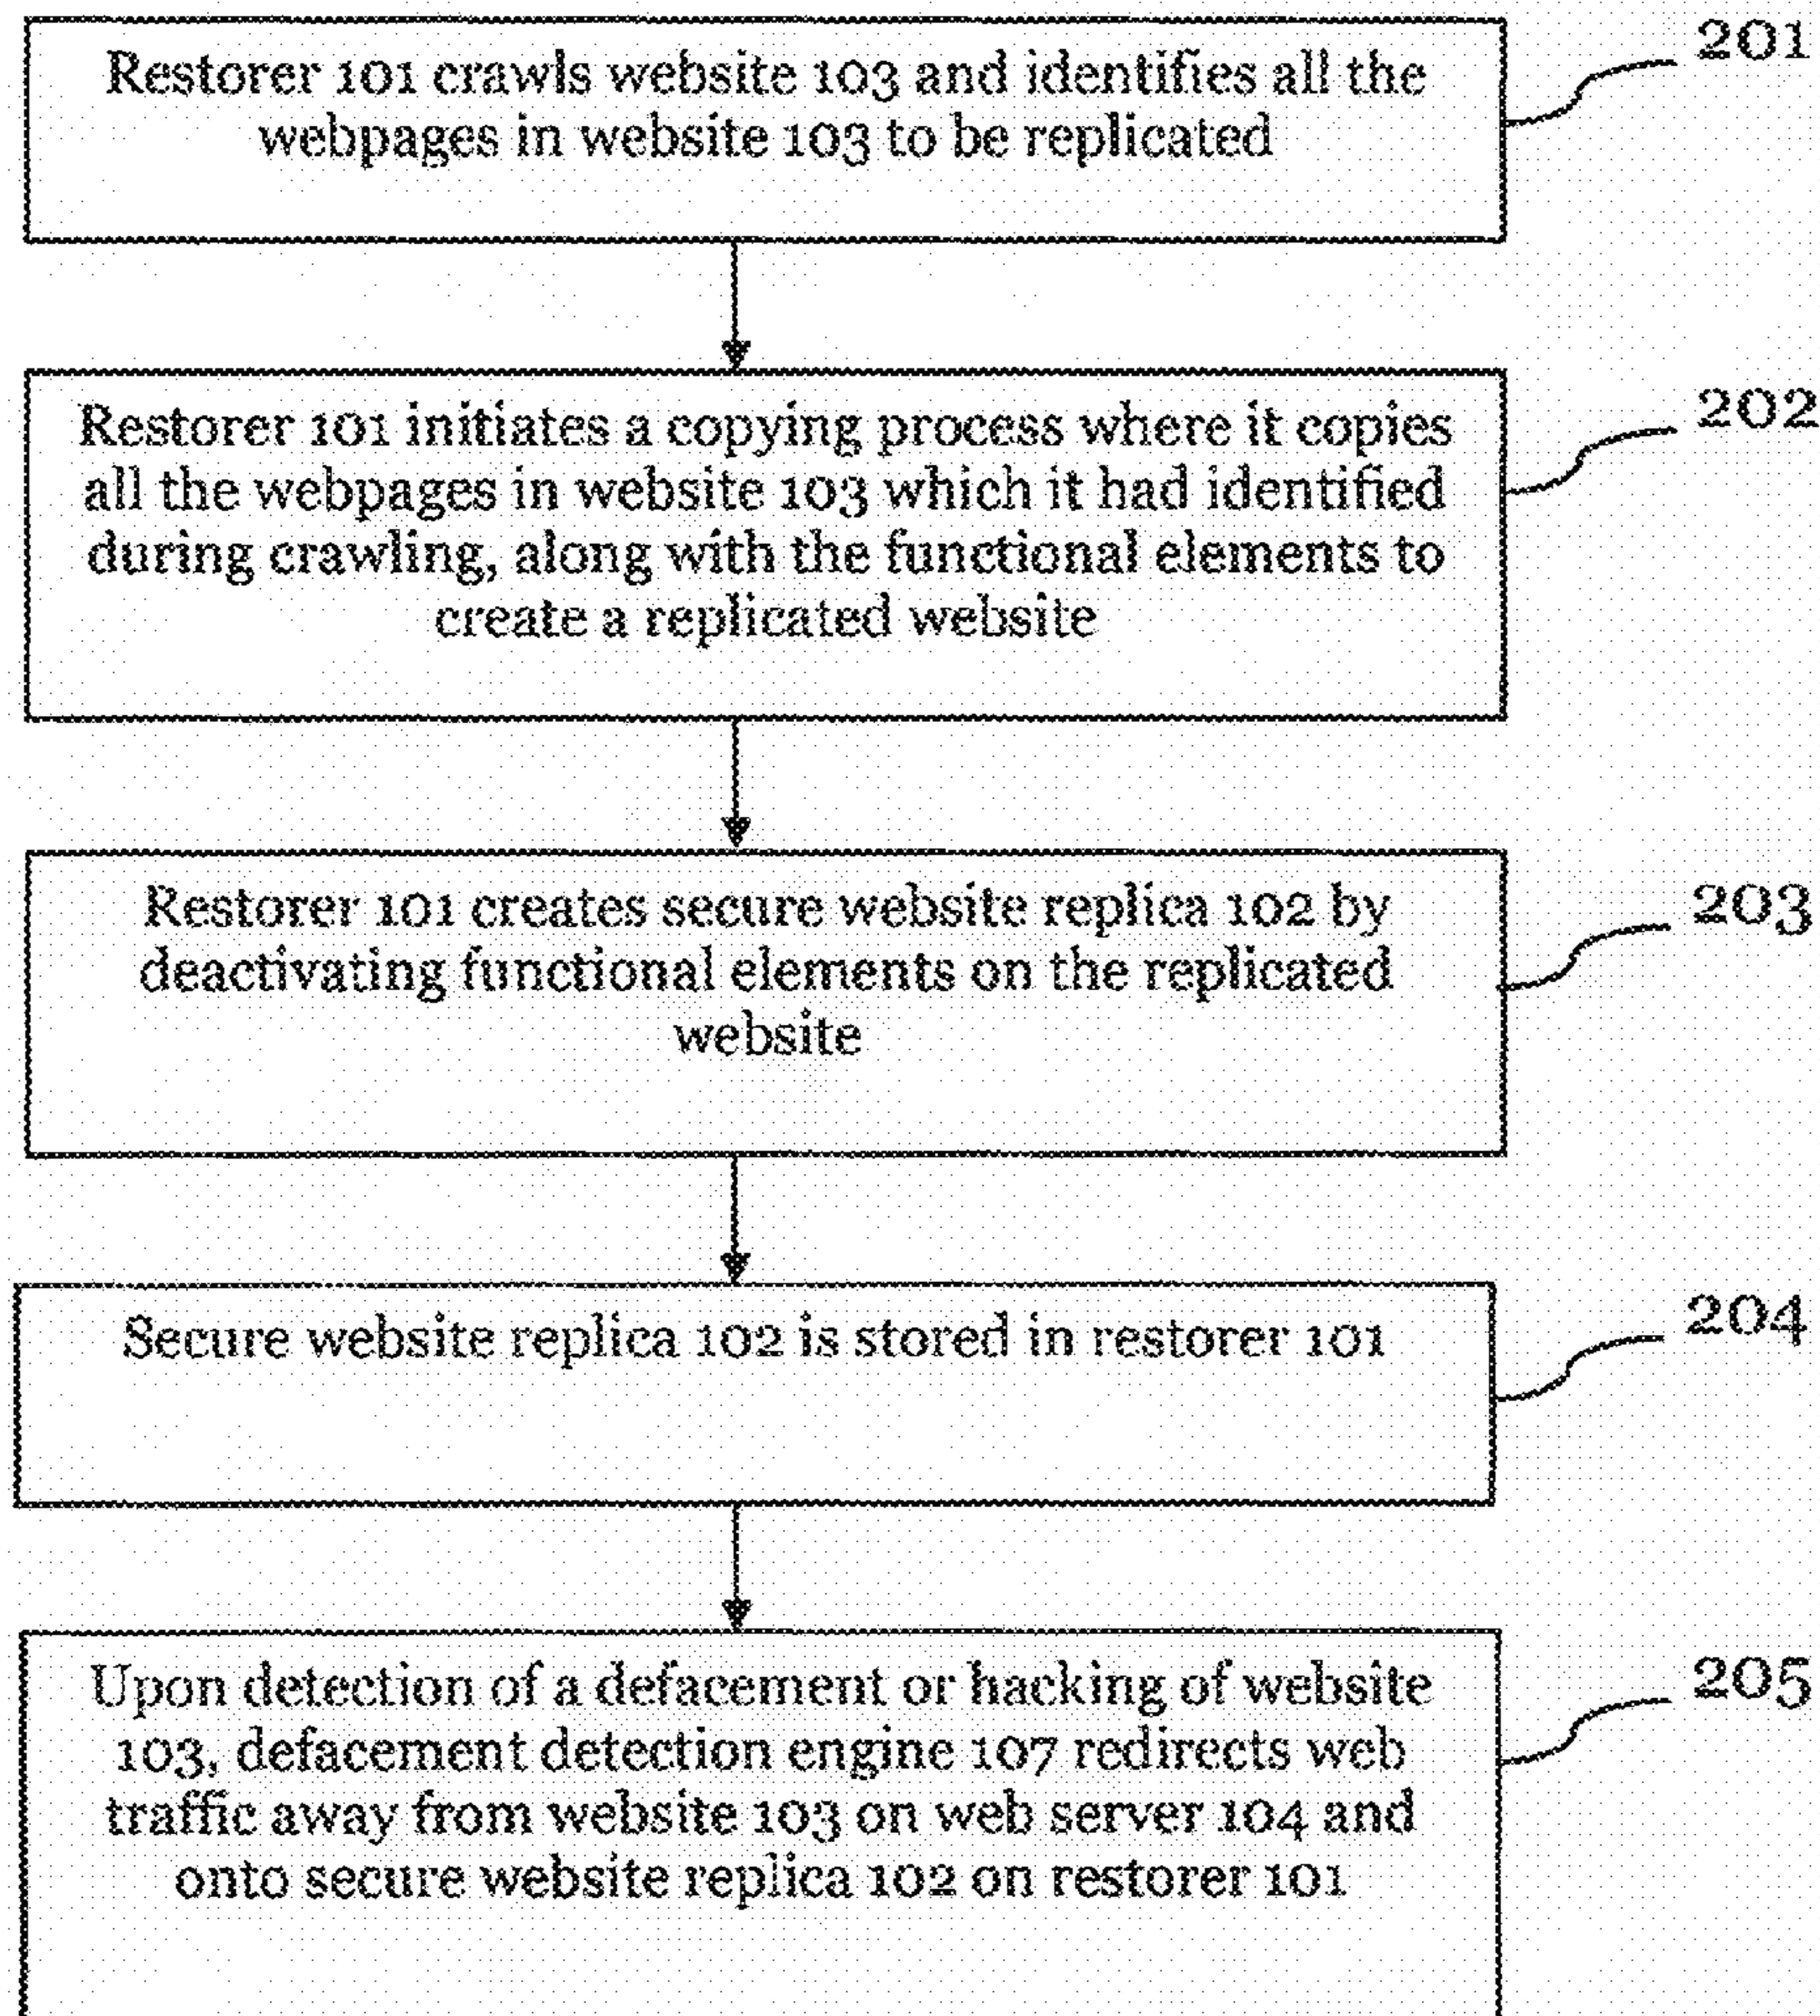 201
Restorer 101 crawls website 103 and identifies all the
webpages in website 103 to be replicated
202
Restorer 101 initiates a copying process where it copies
all the webpages in website 103 which it had identified
during crawling, along with the functional elements to
create a replicated website
203
Restorer 101 creates secure website replica 102 by
deactivating functional elements on the replicated
website
204
Secure website replica 102 is stored in restorer 101
205
Upon detection of a defacement or hacking of website
103, defacement detection engine 107 redirects web
traffic away from website 103 on web server 104 and
onto secure website replica 102 on restorer 101